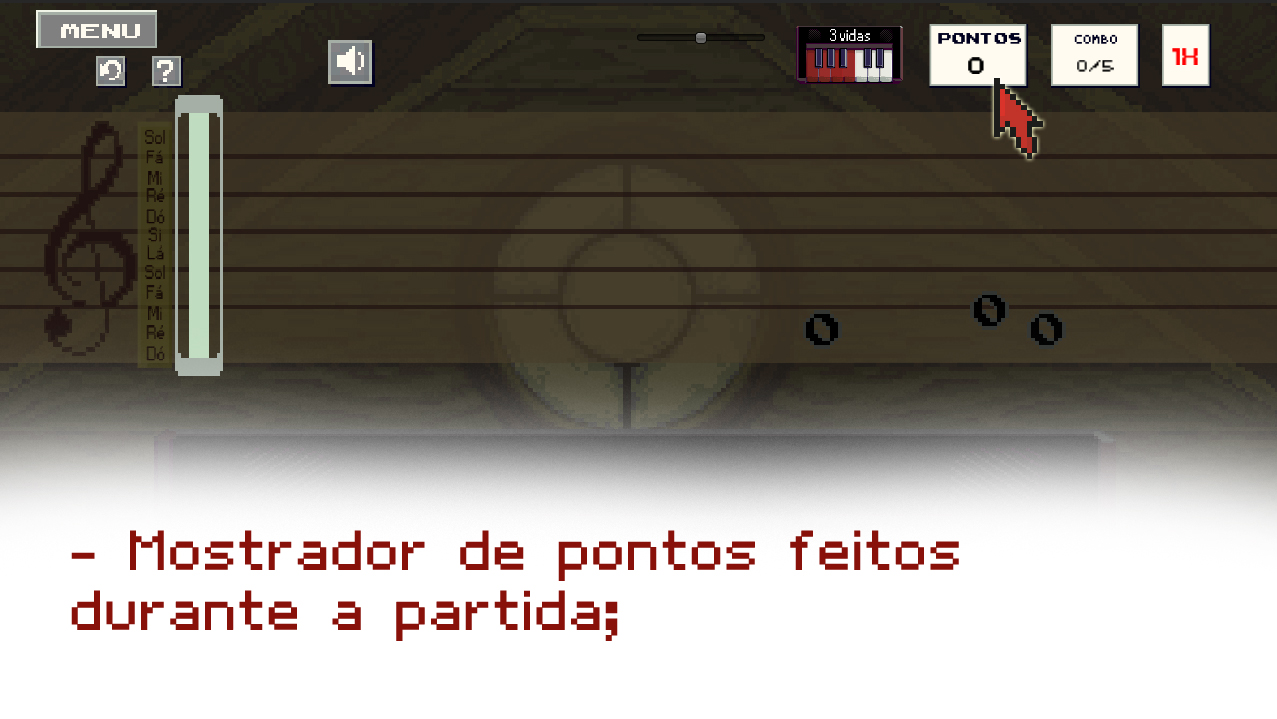 MENU
?
3 vidas
PONTOS
0
COMBO
0/5
1X
Sol
Fá
Mi
Ré
Dó
Si
Lá
Sol
Fá
Mi
Ré
Dó
- Mostrador de pontos feitos
durante a partida;